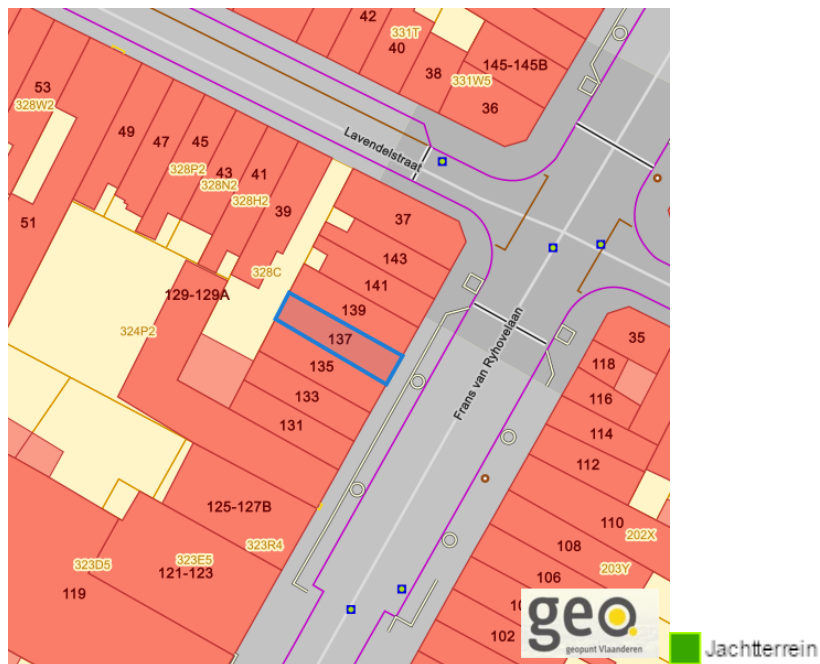 42
331T
40
145-145B
38
331W5
36
53
328W2
49
47
45
328P2
43
41
328N2
328H2
39
51
Lavendelstraat
37
143
328C
141
129-129A
139
324P2
137
135
133
131
Frans van Ryhovelaan
35
118
116
114
112
125-127B
110
202X
108
323R4
323E5
323D5
121-123
203Y
106
119
102
geo.
geopunt Vlaanderen
Jachtterrein